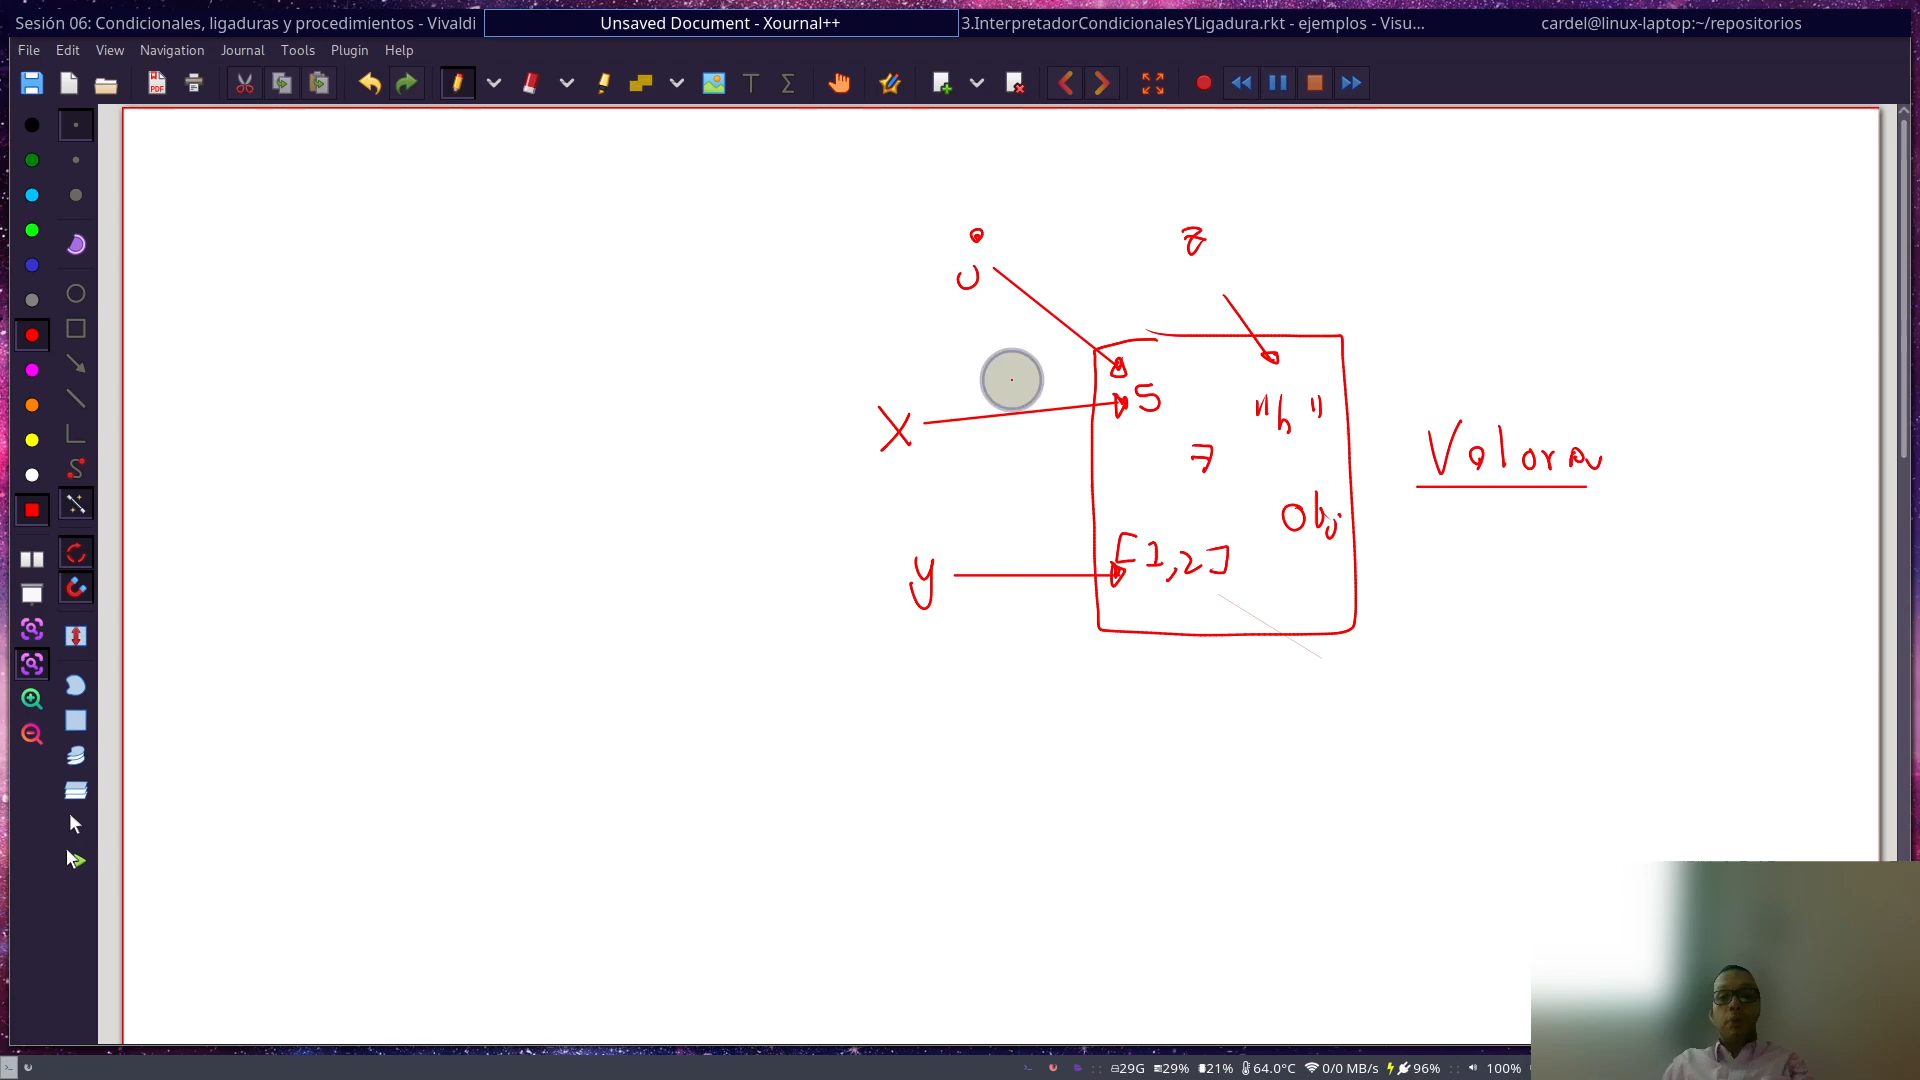 Sesión 06: Condicionales, ligaduras y procedimientos - Vivaldi
Unsaved Document - Xournal++
3.InterpretadorCondicionalesYLigadura.rkt - ejemplos - Visu...
cardel@linux-laptop:~/repositorios
File Edit View Navigation Journal Tools Plugin Help
PDF T Σ
z
U
5
X
"h"
7
Valora
Obj
[1,2]
y
29G 29% 21% 64.0°C 0/0 MB/s 96% 100%